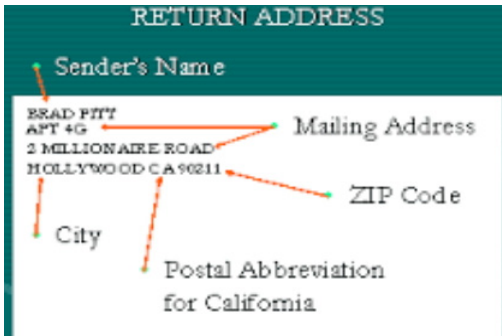 RETURN ADDRESS
Sender's Name
BRAD PITT
APT 4G
Mailing Address
2 MILLIONAIRE ROAD
HOLLYWOOD CA 90211
ZIP Code
City
Postal Abbreviation
for California